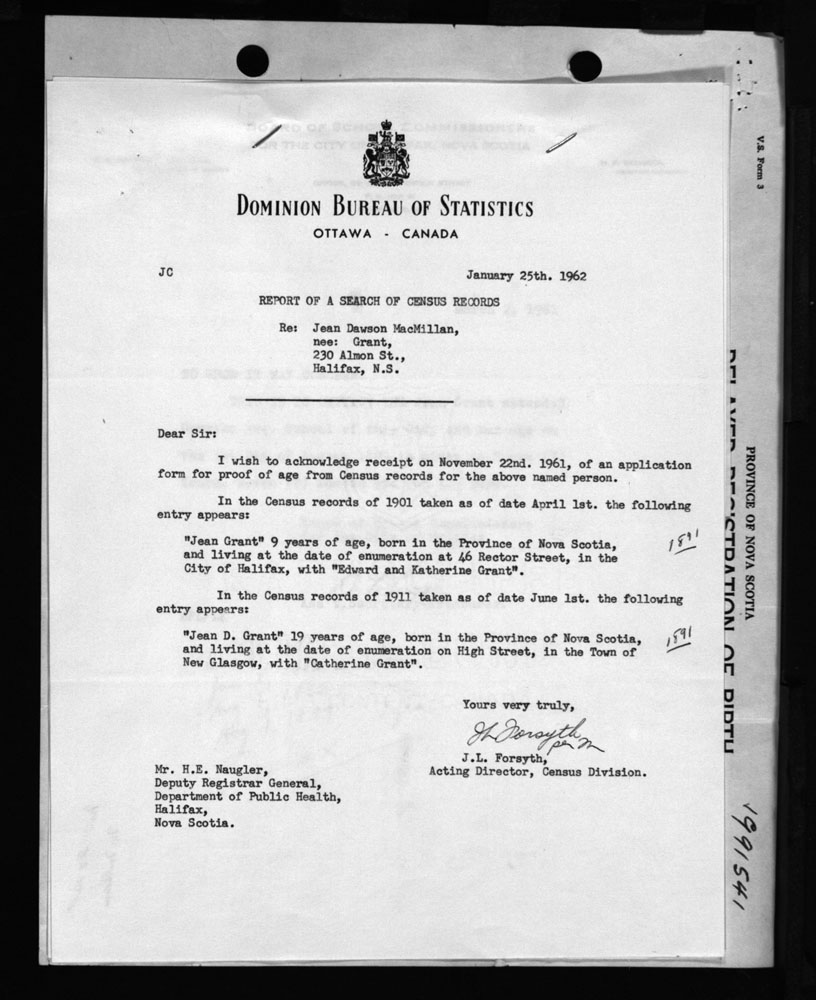 DOMINION BUREAU OF STATISTICS
OTTAWA - CANADA
JC
January 25th. 1962
REPORT OF A SEARCH OF CENSUS RECORDS
Re: Jean Dawson MacMillan,
nee: Grant,
230 Almon St.,
Halifax, N.S.
Dear Sir:
I wish to acknowledge receipt on November 22nd. 1961, of an application
form for proof of age from Census records for the above named person.
In the Census records of 1901 taken as of date April 1st. the following
entry appears:
"Jean Grant" 9 years of age, born in the Province of Nova Scotia,
and living at the date of enumeration at 46 Rector Street, in the
City of Halifax, with "Edward and Katherine Grant".
1891
In the Census records of 1911 taken as of date June 1st. the following
entry appears:
"Jean D. Grant" 19 years of age, born in the Province of Nova Scotia,
and living at the date of enumeration on High Street, in the Town of
New Glasgow, with "Catherine Grant".
1891
Yours very truly,
JL Forsyth
per m
J.L. Forsyth,
Acting Director, Census Division.
Mr. H.E. Naugler,
Deputy Registrar General,
Department of Public Health,
Halifax,
Nova Scotia.
V.S. Form 3
PROVINCE OF NOVA SCOTIA
DELAYED REGISTRATION OF BIRTH
1991541